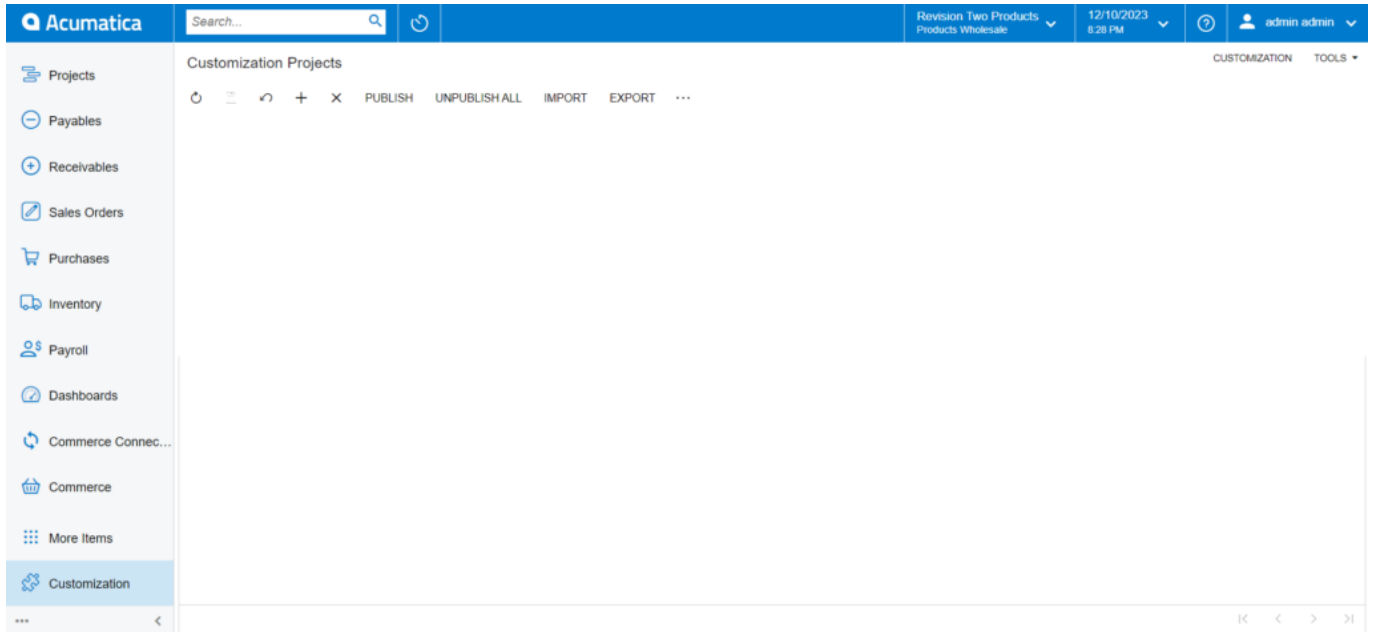 Acumatica
Search...
Revision Two Products
Products Wholesale
12/10/2023
8:28 PM
admin admin
Projects
Payables
Receivables
Sales Orders
Purchases
Inventory
Payroll
Dashboards
Commerce Connec...
Commerce
More Items
Customization
Customization Projects
CUSTOMIZATION TOOLS
PUBLISH UNPUBLISH ALL IMPORT EXPORT ...